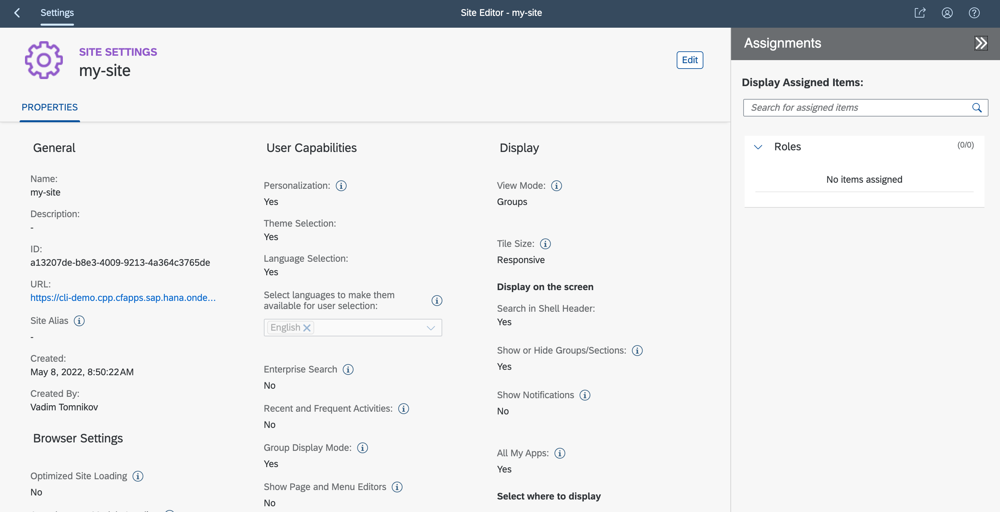 Settings
Site Editor - my-site
SITE SETTINGS
my-site
Edit
PROPERTIES
General
Name:
my-site
Description:
-
ID:
a13207de-b8e3-4009-9213-4a364c3765de
URL:
https://cli-demo.cpp.cfapps.sap.hana.onde...
Site Alias
-
Created:
May 8, 2022, 8:50:22 AM
Created By:
Vadim Tomnikov
Browser Settings
Optimized Site Loading
No
User Capabilities
Personalization:
Yes
Theme Selection:
Yes
Language Selection:
Yes
Select languages to make them
available for user selection:
English
Enterprise Search
No
Recent and Frequent Activities:
No
Group Display Mode:
Yes
Show Page and Menu Editors
No
Display
View Mode:
Groups
Tile Size:
Responsive
Display on the screen
Search in Shell Header:
Yes
Show or Hide Groups/Sections:
Yes
Show Notifications
No
All My Apps:
Yes
Select where to display
Assignments
Display Assigned Items:
Search for assigned items
Roles (0/0)
No items assigned